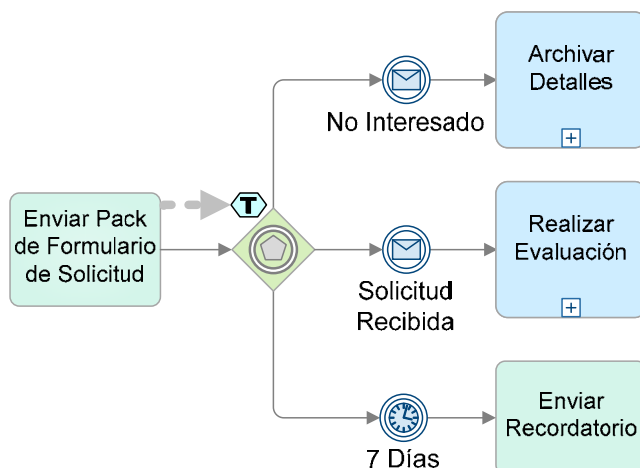 Archivar
Detalles
No Interesado
T
Enviar Pack
de Formulario
de Solicitud
Realizar
Evaluación
Solicitud
Recibida
Enviar
Recordatorio
7 Días